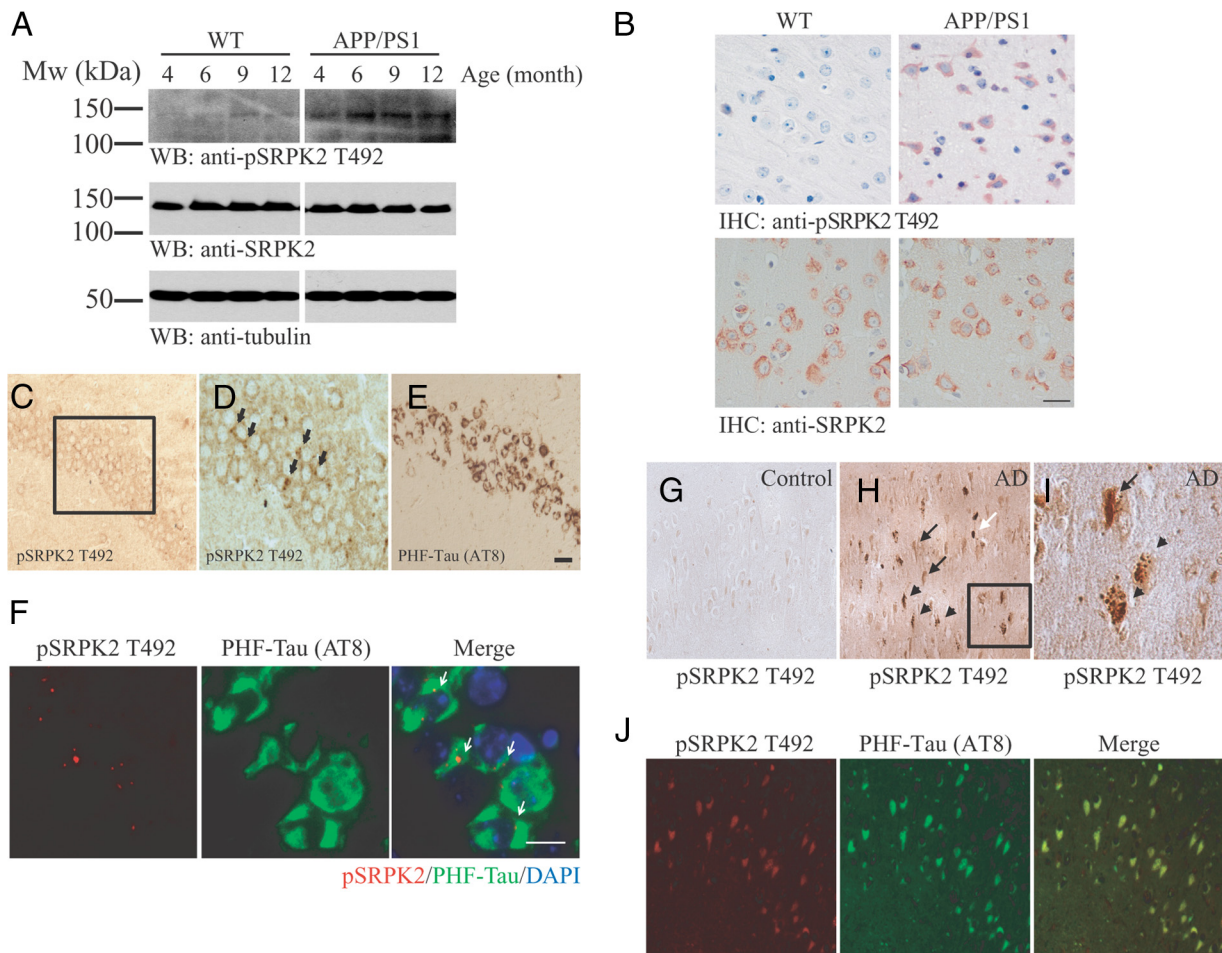 A
WT APP/PS1
Mw (kDa) 4 6 9 12 4 6 9 12 Age (month)
150
100
WB: anti-pSRPK2 T492
150
100
WB: anti-SRPK2
50
WB: anti-tubulin
B
WT APP/PS1
IHC: anti-pSRPK2 T492
IHC: anti-SRPK2
C D E
pSRPK2 T492 pSRPK2 T492 PHF-Tau (AT8)
F
pSRPK2 T492 PHF-Tau (AT8) Merge
pSRPK2/PHF-Tau/DAPI
G Control H AD I AD
pSRPK2 T492 pSRPK2 T492 pSRPK2 T492
J
pSRPK2 T492 PHF-Tau (AT8) Merge